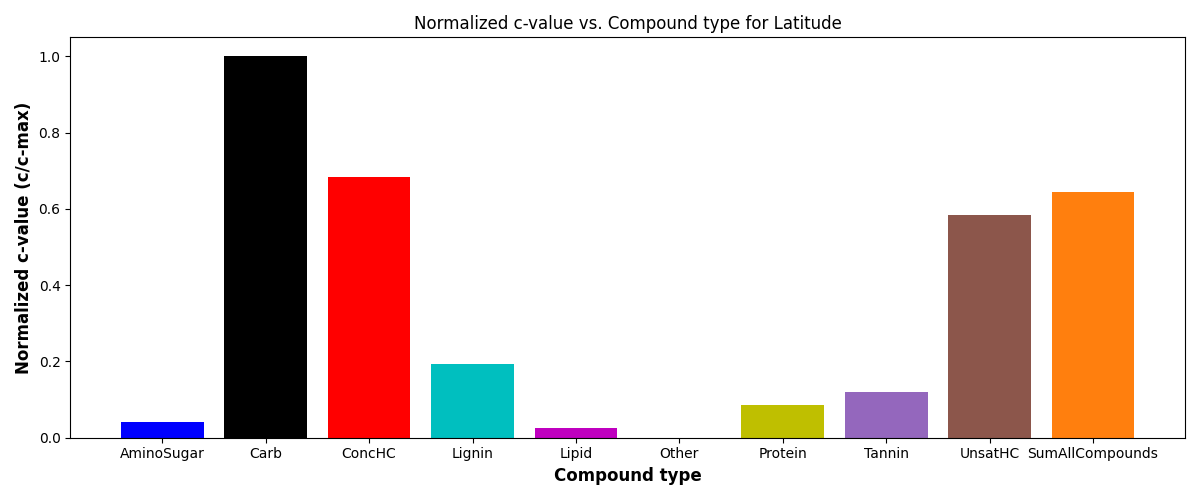 Normalized c-value vs. Compound type for Latitude
Normalized c-value (c/c-max)
1.0
0.8
0.6
0.4
0.2
0.0
AminoSugar Carb ConcHC Lignin Lipid Other Protein Tannin UnsatHC SumAllCompounds
Compound type